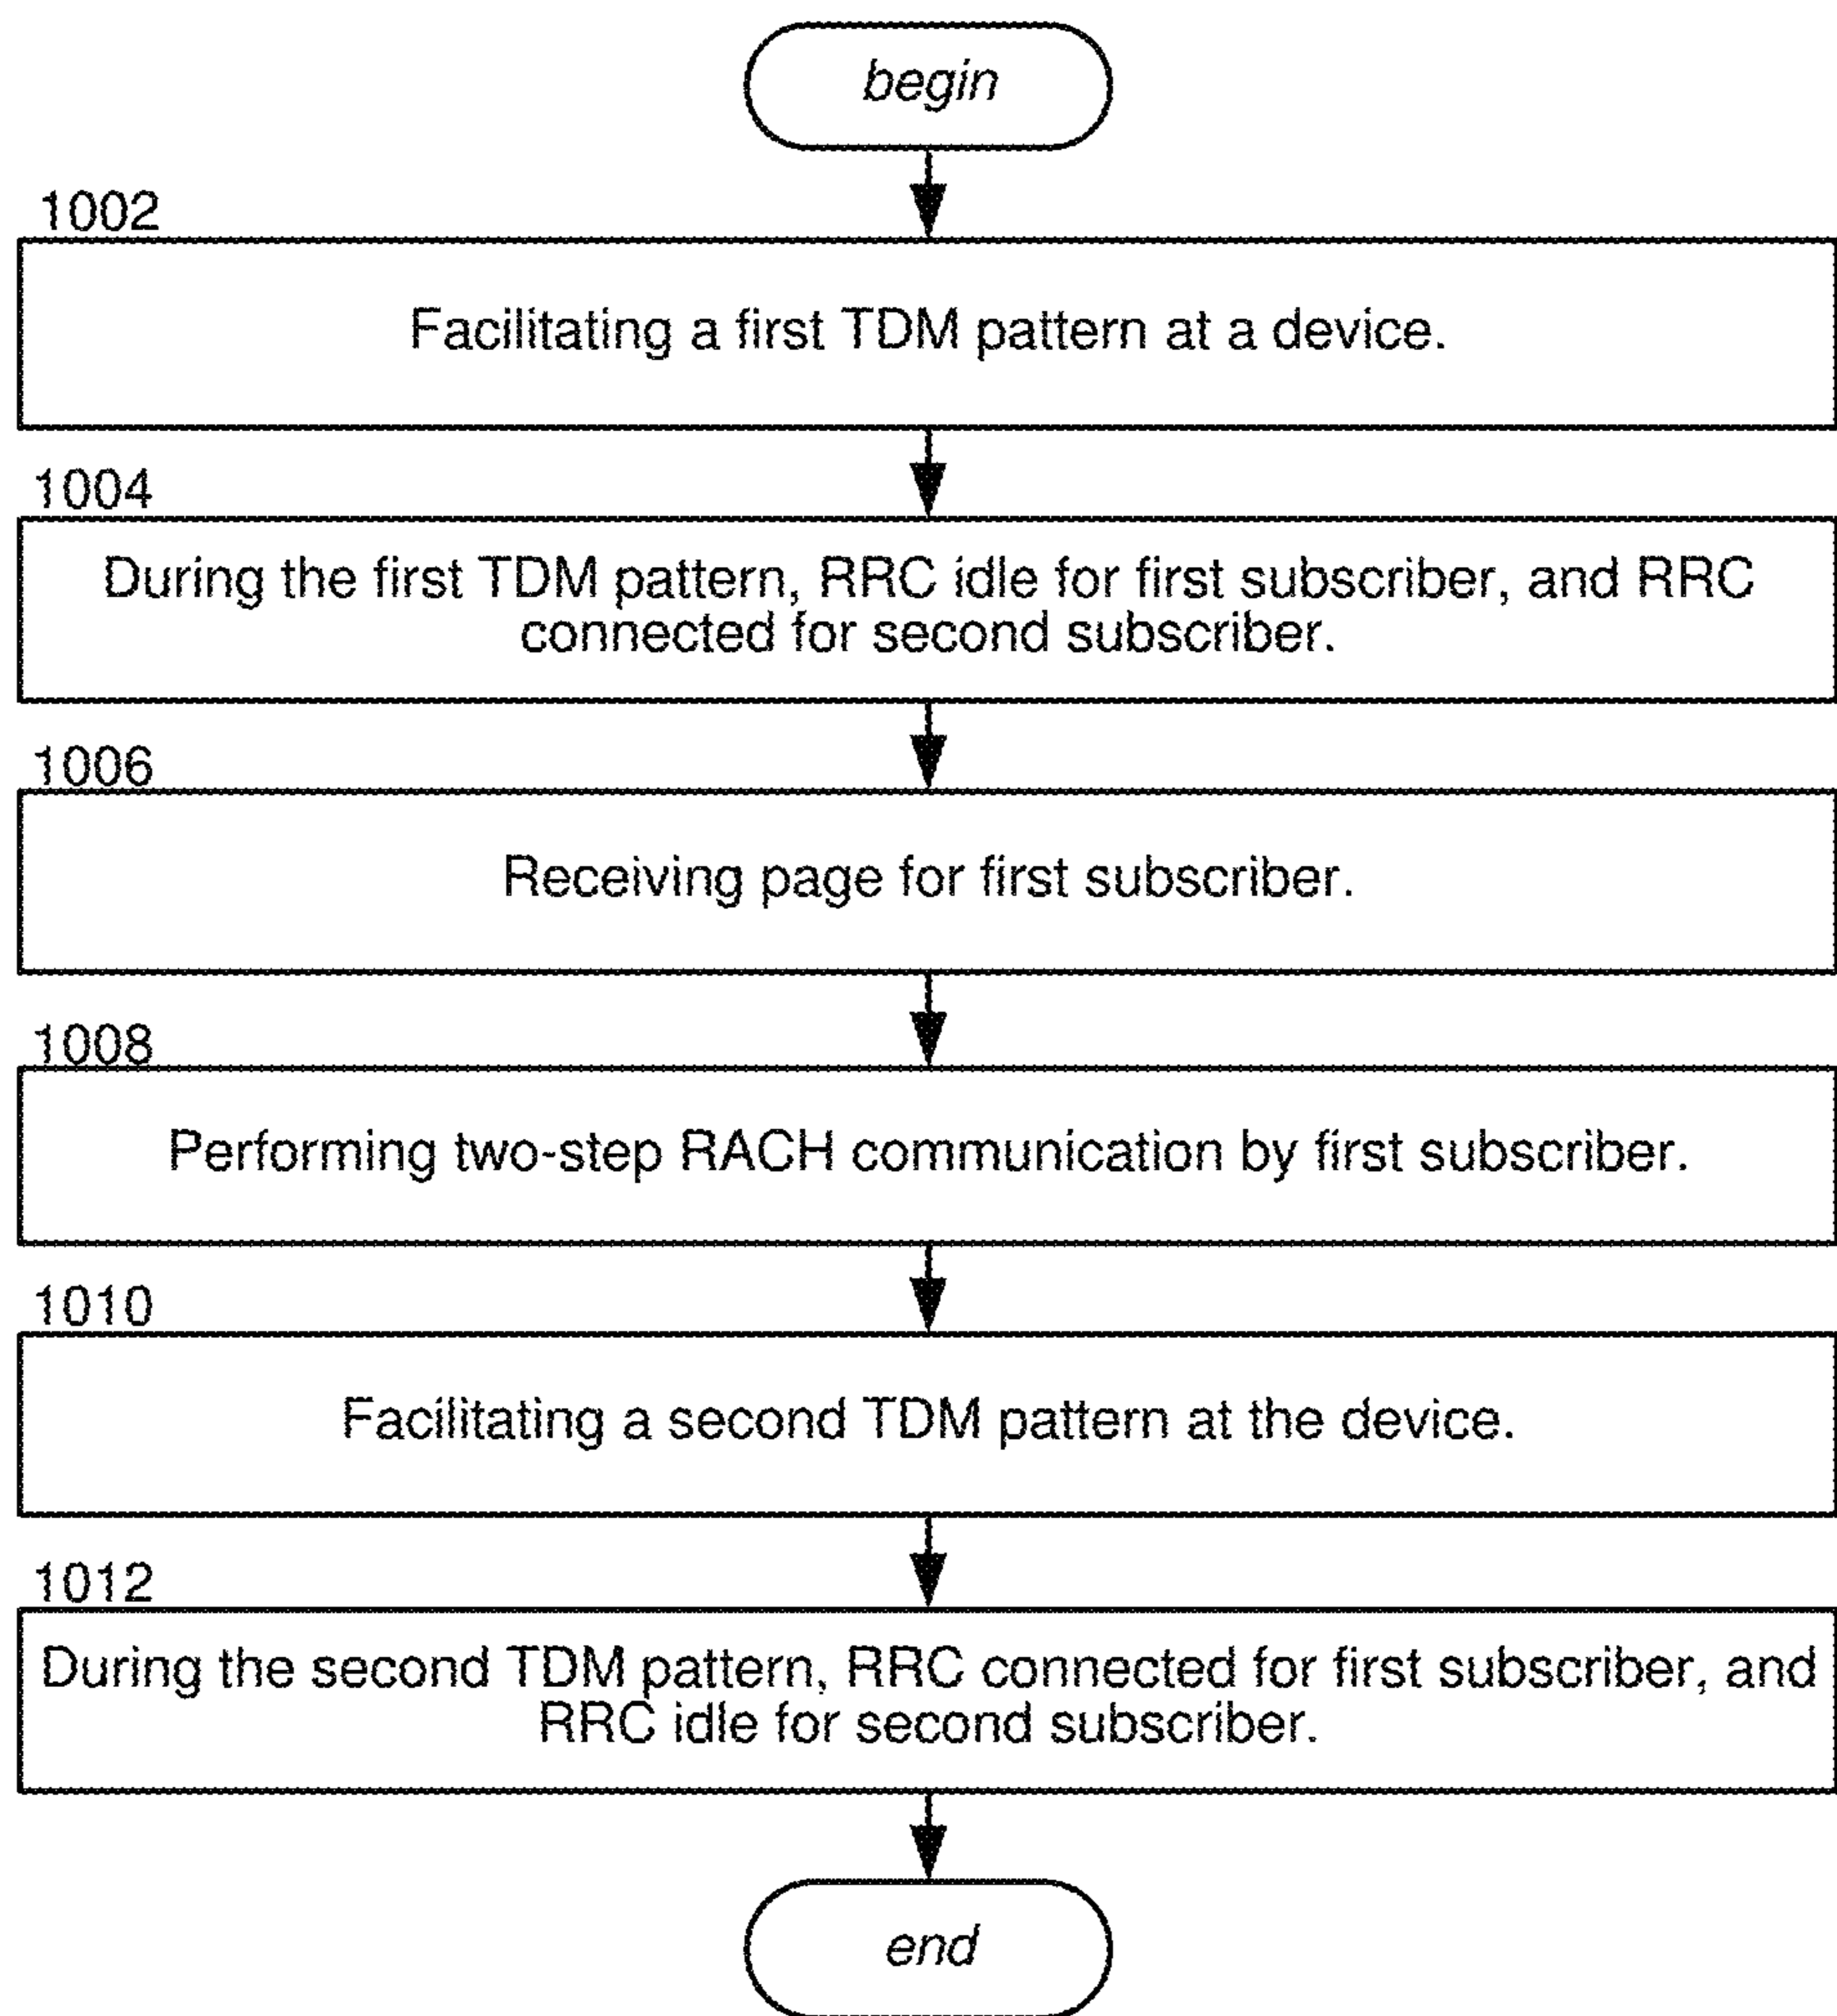 begin
1002
Facilitating a first TDM pattern at a device.
1004
During the first TDM pattern, RRC idle for first subscriber, and RRC
connected for second subscriber.
1006
Receiving page for first subscriber.
1008
Performing two-step RACH communication by first subscriber.
1010
Facilitating a second TDM pattern at the device.
1012
During the second TDM pattern, RRC connected for first subscriber, and
RRC idle for second subscriber.
end